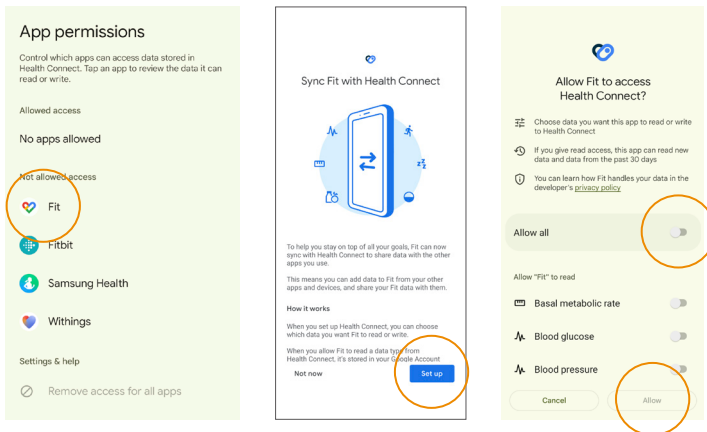 App permissions
Control which apps can access data stored in
Health Connect. Tap an app to review the data it can
read or write.
Allowed access
No apps allowed
Not allowed access
Fit
Fitbit
Samsung Health
Withings
Settings & help
Remove access for all apps
Sync Fit with Health Connect
zzz
To help you stay on top of all your goals, Fit can now
sync with Health Connect to share data with the other
apps you use.
This means you can add data to Fit from your other
apps and devices, and share your Fit data with them.
How it works
When you set up Health Connect, you can choose
which data you want Fit to read or write.
When you allow Fit to read a data type from
Health Connect, it's stored in your Google Account
Not now
Set up
Allow Fit to access
Health Connect?
Choose data you want this app to read or write
to Health Connect
If you give read access, this app can read new
data and data from the past 30 days
You can learn how Fit handles your data in the
developer's privacy policy
Allow all
Allow "Fit" to read
Basal metabolic rate
Blood glucose
Blood pressure
Cancel
Allow